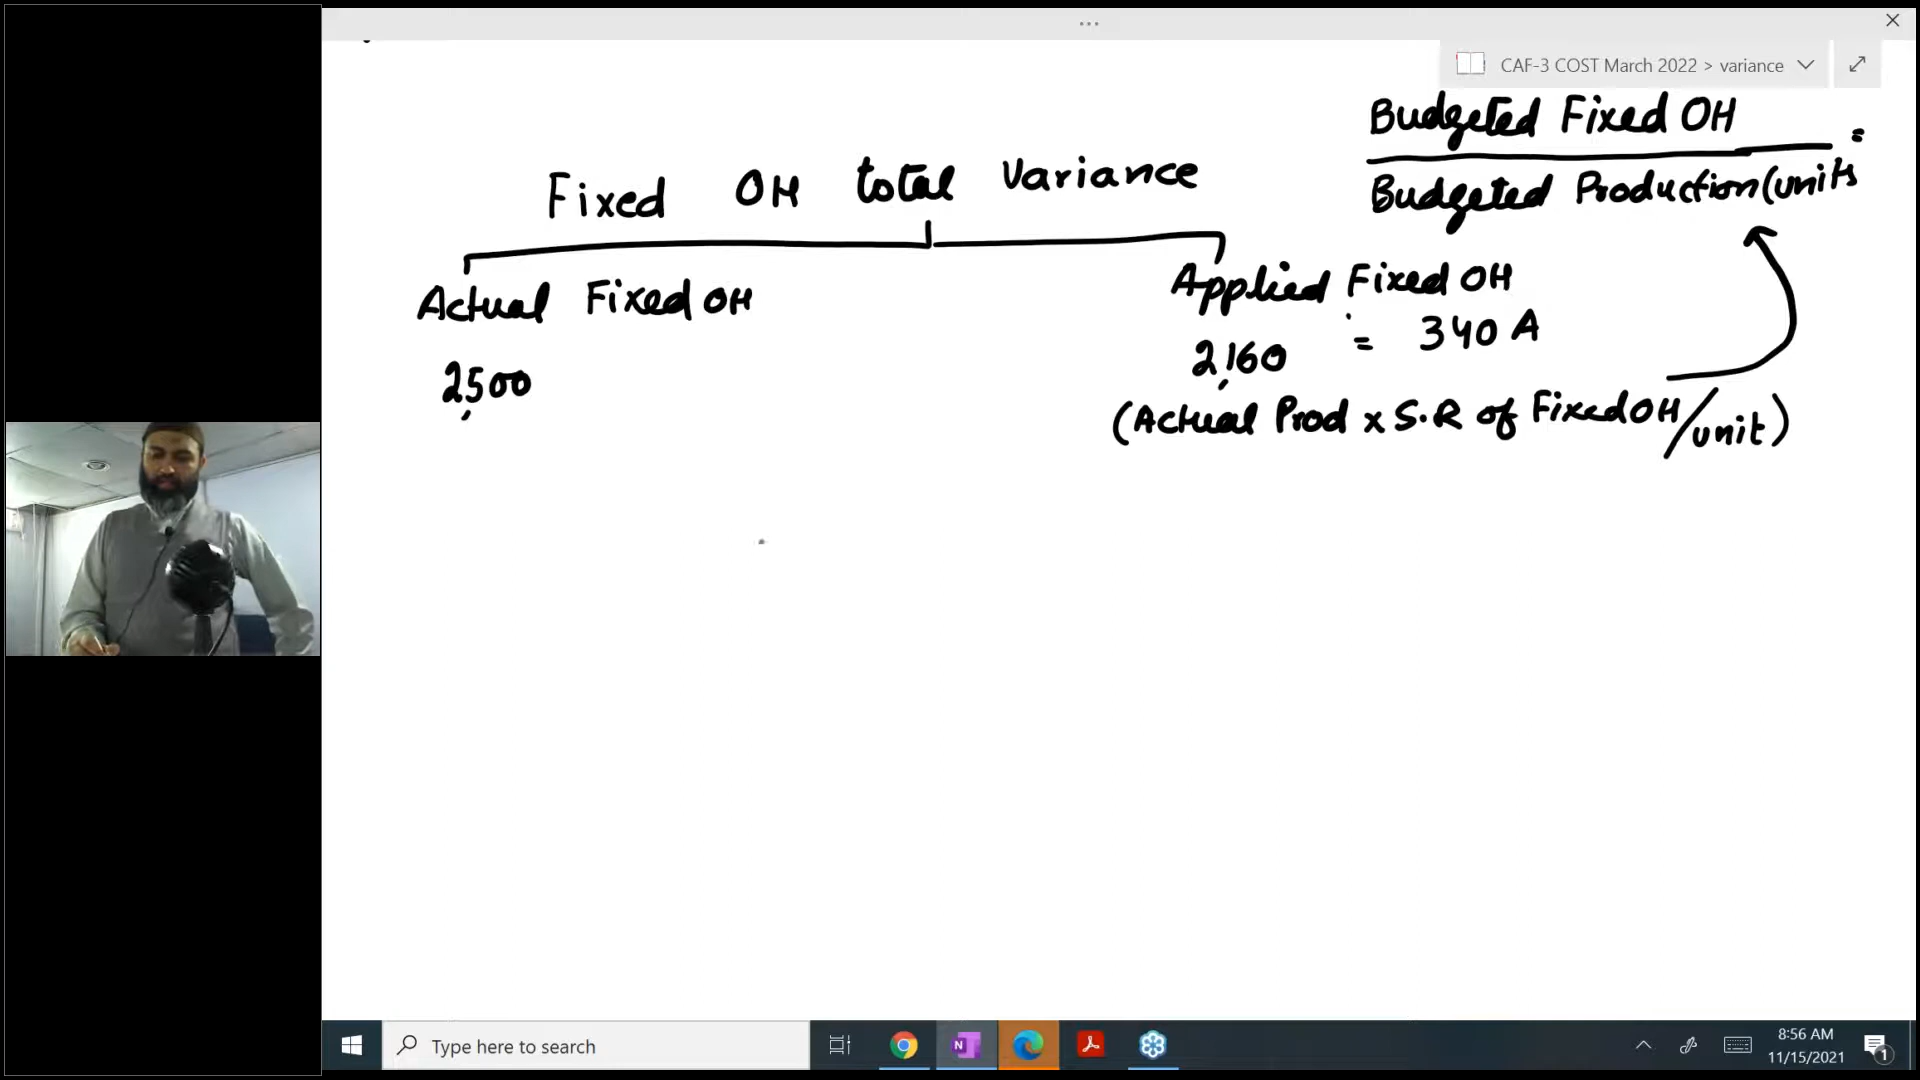 CAF-3 COST March 2022 > variance
Budgeted Fixed OH =
Budgeted Production (units
Fixed OH total Variance
Actual Fixed OH
Applied Fixed OH
2,500
2,160 = 340 A
(Actual Prod x S.R of Fixed OH/unit)
Type here to search
8:56 AM
11/15/2021
1